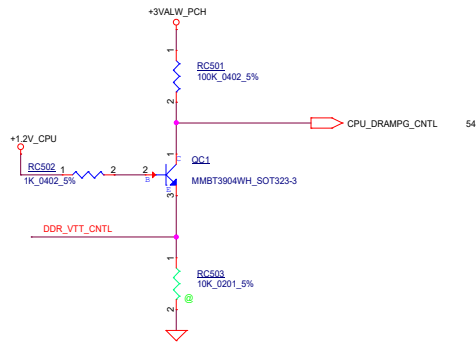 +3VALW_PCH
1
RC501
100K_0402_5%
2
CPU_DRAMPG_CNTL 54
+1.2V_CPU
1
C
QC1
RC502
1 2
2
B
1K_0402_5%
MMBT3904WH_SOT323-3
E
3
DDR_VTT_CNTL
1
RC503
10K_0201_5%
@
2